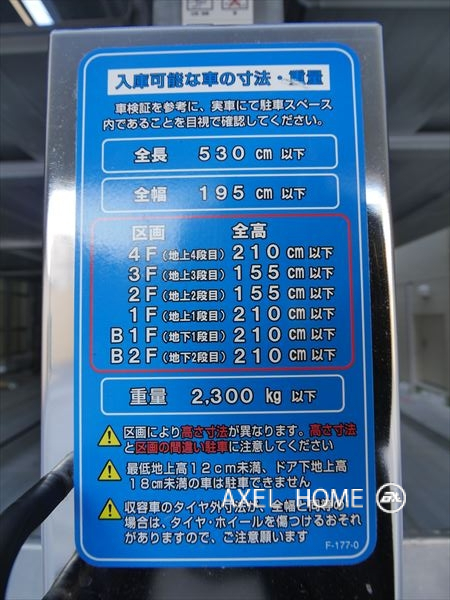 入庫可能な車の寸法・重量
車検証を参考に、実車にて駐車スペース
内であることを目視で確認してください。
全長 530 cm 以下
全幅 195 cm 以下
区画 全高
4F(地上4段目) 210 cm 以下
3F(地上3段目) 155 cm 以下
2F(地上2段目) 155 cm 以下
1F(地上1段目) 210 cm 以下
B1F(地下1段目) 210 cm 以下
B2F(地下2段目) 210 cm 以下
重量 2,300 kg 以下
区画により高さ寸法が異なります。高さ寸法
と区画の間違い駐車に注意してください
最低地上高12cm未満、ドア下地上高
18cm未満の車は駐車できません
収容車のタイヤ外寸法が、全幅と同等の
場合は、タイヤ・ホイールを傷つけるおそれ
がありますので、ご注意願います
F-177-0
AXEL_HOME